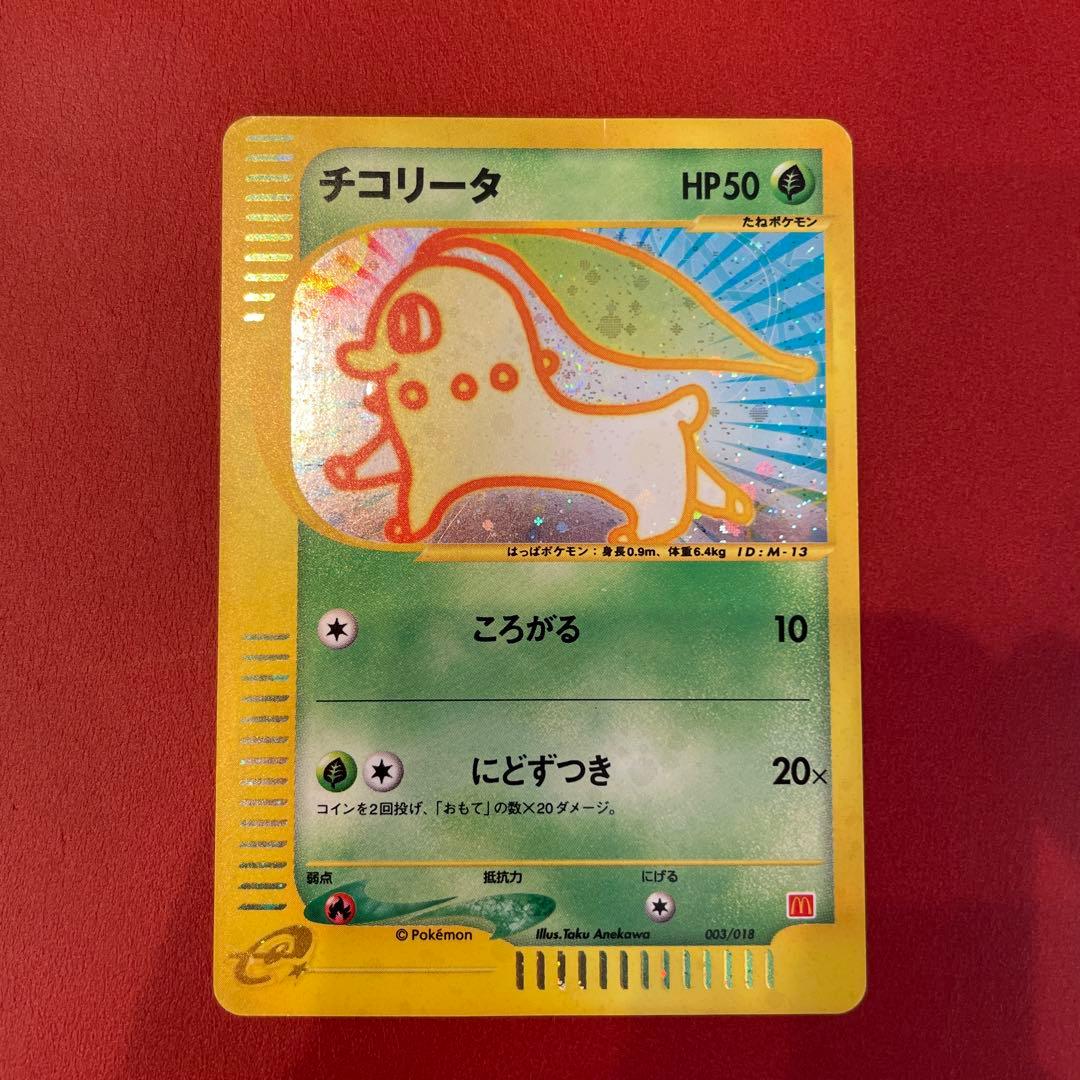 チコリータ HP50
たねポケモン
はっぱポケモン：身長0.9m、体重6.4kg ID:M-13
ころがる 10
にどずつき 20×
コインを2回投げ、「おもて」の数×20ダメージ。
弱点 抵抗力 にげる
©Pokémon Illus.Taku Anekawa 003/018